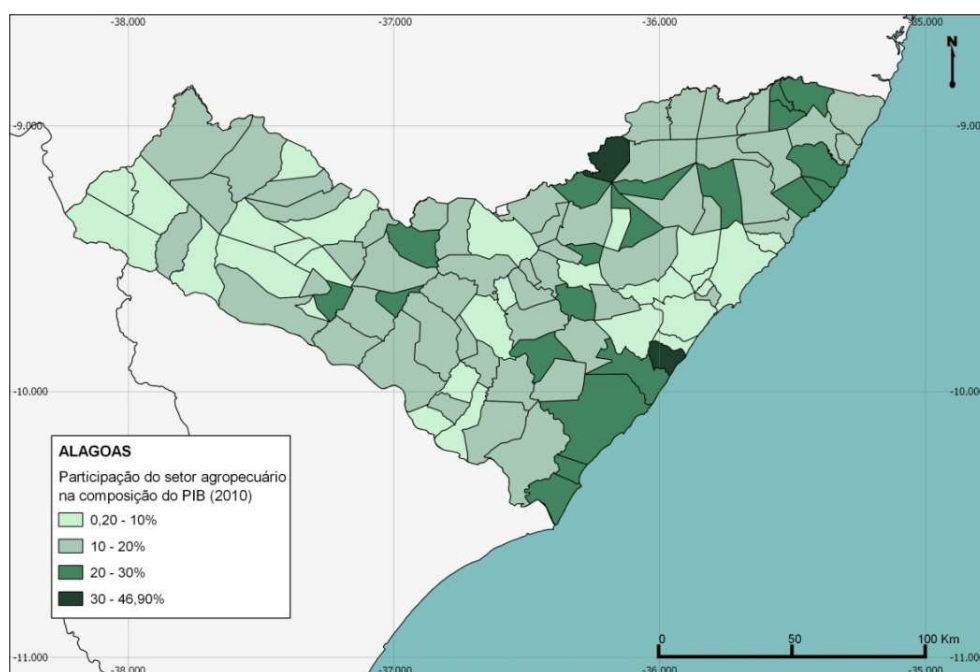 -38.000 -37.000 -36.000 -35.000
N
-9.000 -9.000
-10.000 -10.000
ALAGOAS
Participação do setor agropecuário
na composição do PIB (2010)
0,20 - 10%
10 - 20%
20 - 30%
30 - 46,90%
0 50 100 Km
-11.000 -11.000
-38.000 -37.000 -36.000 -35.000